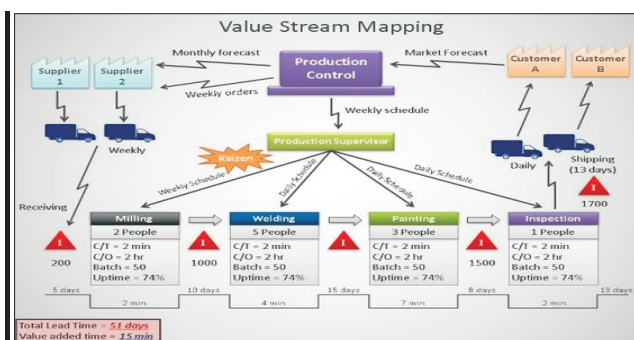 Value Stream Mapping
Monthly forecast
Market Forecast
Supplier
1
Supplier
2
Production
Control
Customer
A
Customer
B
Weekly orders
Weekly schedule
Weekly
Production Supervisor
Kaizen
Daily
Shipping
(13 days)
I
1700
Weekly Schedule
Daily Schedule
Daily Schedule
Daily Schedule
Receiving
I
200
Milling
2 People
C/T = 2 min
C/O = 2 hr
Batch = 50
Uptime = 74%
I
1000
Welding
5 People
C/T = 2 min
C/O = 2 hr
Batch = 50
Uptime = 74%
I
Painting
3 People
C/T = 2 min
C/O = 2 hr
Batch = 50
Uptime = 74%
I
1500
Inspection
1 People
C/T = 2 min
C/O = 2 hr
Batch = 50
Uptime = 74%
5 days
2 min
10 days
4 min
15 days
7 min
8 days
2 min
13 days
Total Lead Time = 51 days
Value added time = 15 min